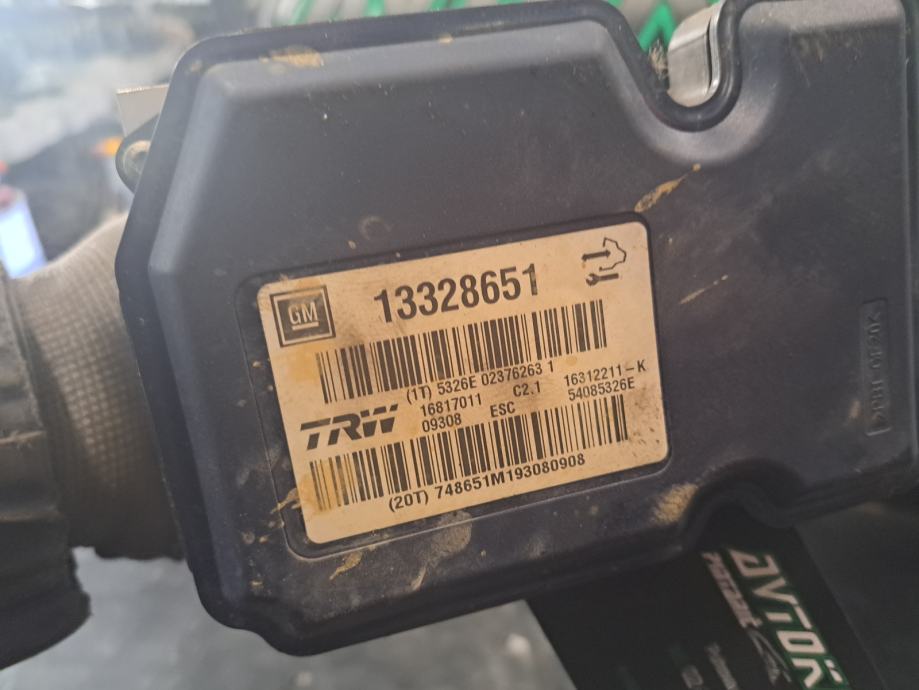 GM
13328651
(1T) 5326E 02376263 1
TRW
16817011 C2.1 16312211-K
09308 ESC 54085326E
(20T) 748651M193080908